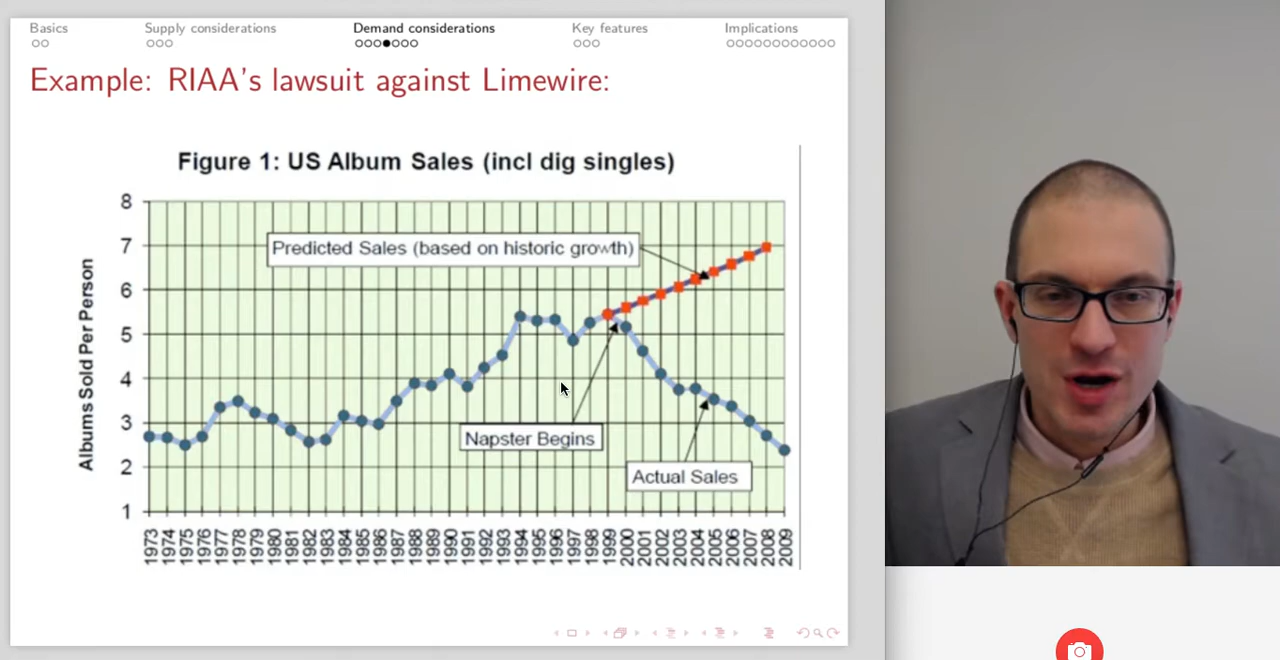 Basics Supply considerations Demand considerations Key features Implications
Example: RIAA's lawsuit against Limewire:
Figure 1: US Album Sales (incl dig singles)
Albums Sold Per Person
8
7
6
5
4
3
2
1
Predicted Sales (based on historic growth)
Napster Begins
Actual Sales
1973 1974 1975 1976 1977 1978 1979 1980 1981 1982 1983 1984 1985 1986 1987 1988 1989 1990 1991 1992 1993 1994 1995 1996 1997 1998 1999 2000 2001 2002 2003 2004 2005 2006 2007 2008 2009